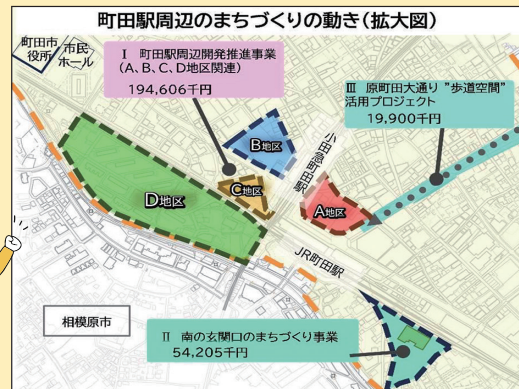 町田駅周辺のまちづくりの動き(拡大図)
町田市
役所
市民
ホール
Ⅰ 町田駅周辺開発推進事業
(A、B、C、D地区関連)
194,606千円
Ⅲ 原町田大通り "歩道空間"
活用プロジェクト
19,900千円
B地区
小田急町田駅
C地区
D地区
A地区
JR町田駅
相模原市
Ⅱ 南の玄関口のまちづくり事業
54,205千円